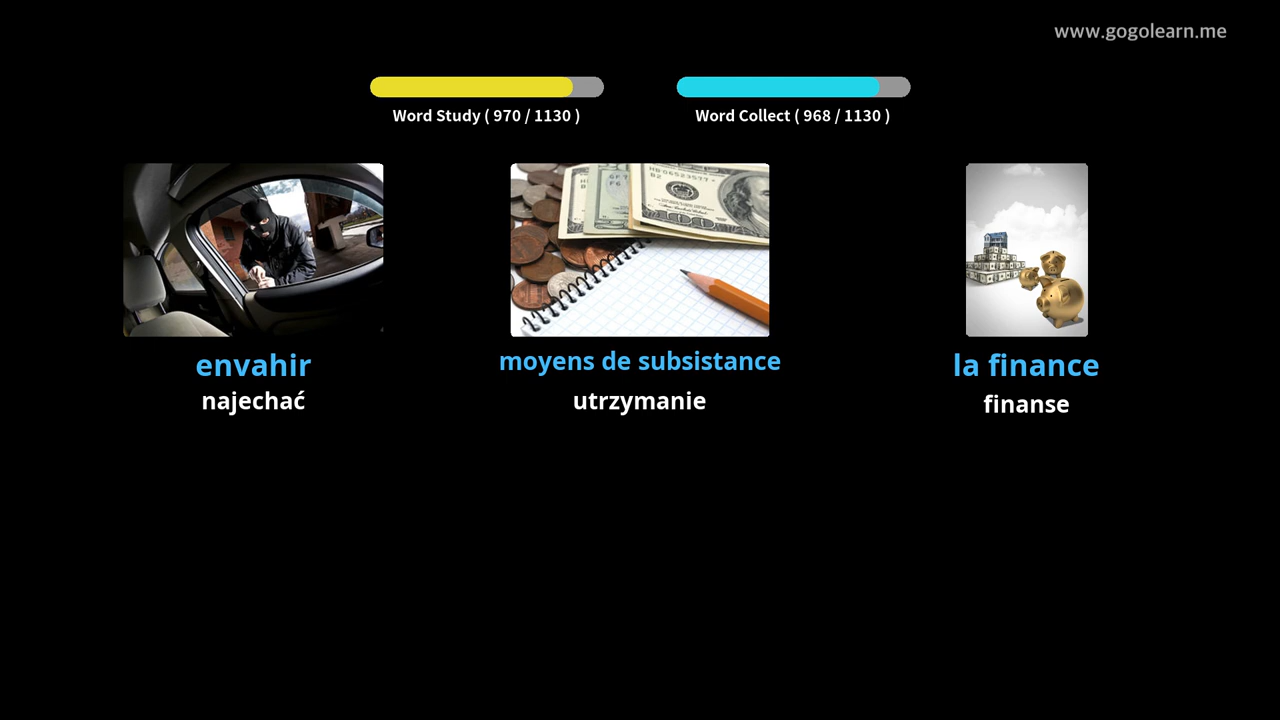 www.gogolearn.me
Word Study ( 970 / 1130 )
Word Collect ( 968 / 1130 )
envahir
najechać
moyens de subsistance
utrzymanie
la finance
finanse